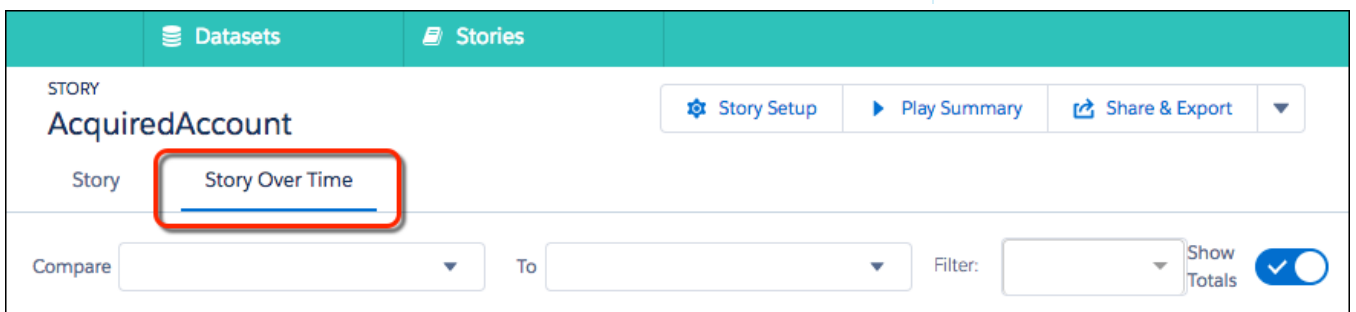 Datasets Stories
STORY
AcquiredAccount
Story Setup Play Summary Share & Export
Story Story Over Time
Compare To Filter: Show
Totals